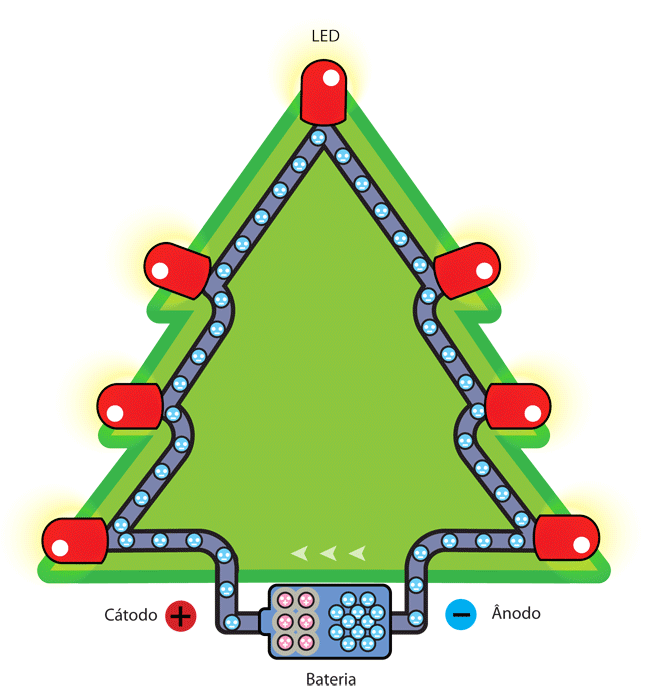 LED
Cátodo +
− Ânodo
Bateria